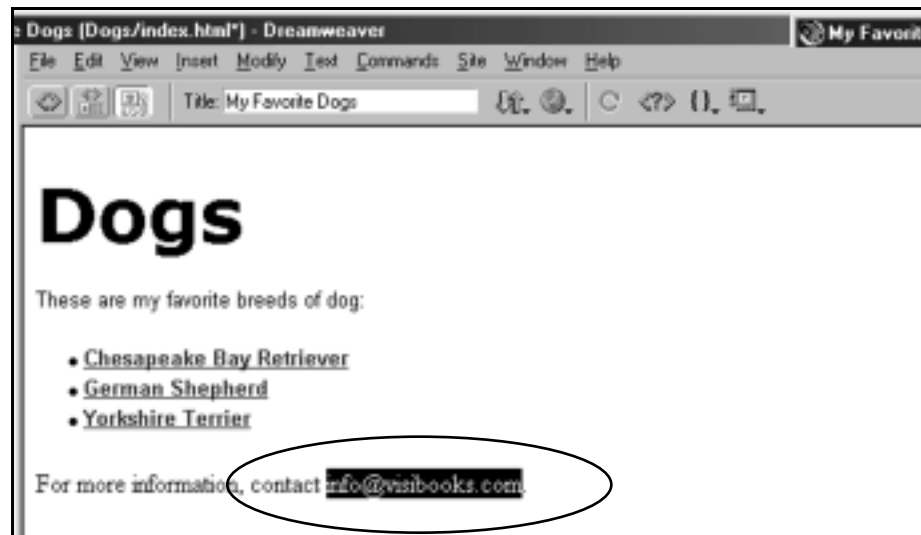 e Dogs (Dogs/index.html*) - Dreamweaver
My Favorit
File Edit View Insert Modify Text Commands Site Window Help
Title: My Favorite Dogs
Dogs
These are my favorite breeds of dog:
• Chesapeake Bay Retriever
• German Shepherd
• Yorkshire Terrier
For more information, contact info@visibooks.com.